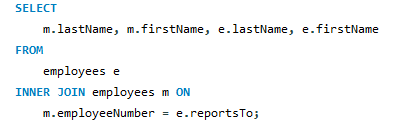 SELECT
m.lastName, m.firstName, e.lastName, e.firstName
FROM
employees e
INNER JOIN employees m ON
m.employeeNumber = e.reportsTo;